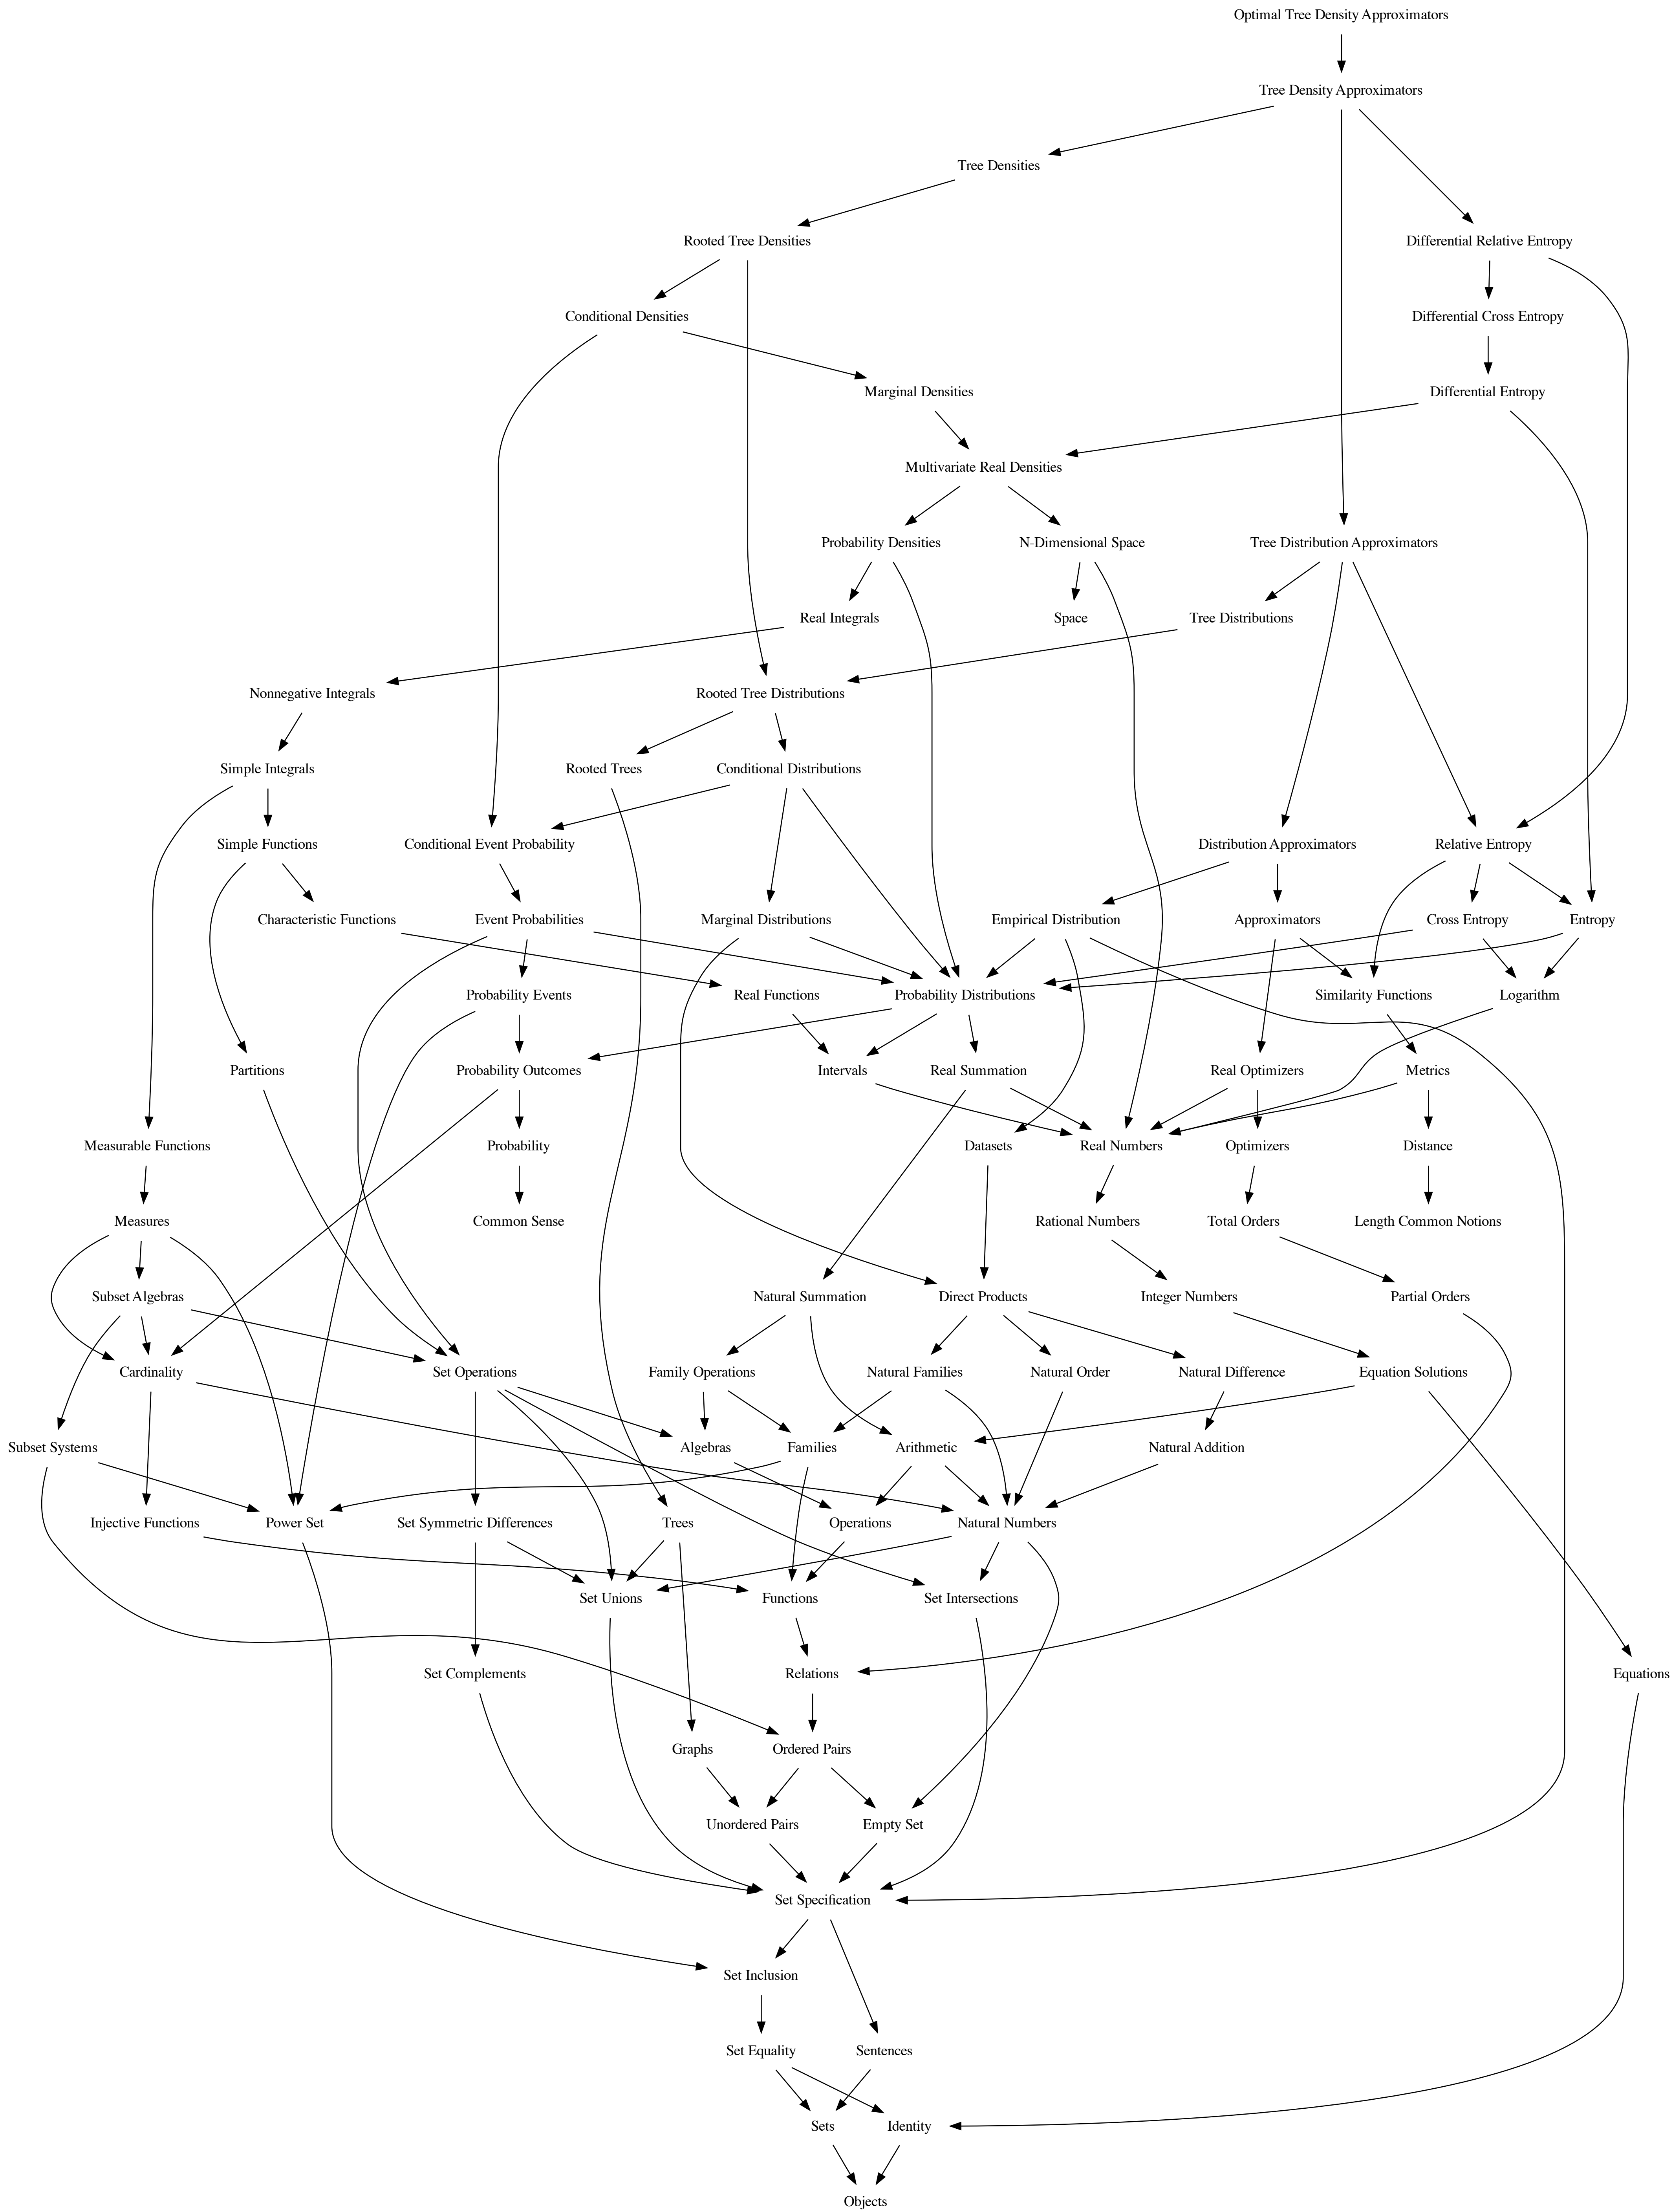 Optimal Tree Density Approximators
Tree Density Approximators
Tree Densities
Rooted Tree Densities
Differential Relative Entropy
Conditional Densities
Differential Cross Entropy
Marginal Densities
Differential Entropy
Multivariate Real Densities
Probability Densities
N-Dimensional Space
Tree Distribution Approximators
Real Integrals
Space
Tree Distributions
Nonnegative Integrals
Rooted Tree Distributions
Simple Integrals
Rooted Trees
Conditional Distributions
Simple Functions
Conditional Event Probability
Distribution Approximators
Relative Entropy
Characteristic Functions
Event Probabilities
Marginal Distributions
Empirical Distribution
Approximators
Cross Entropy
Entropy
Probability Events
Real Functions
Probability Distributions
Similarity Functions
Logarithm
Partitions
Probability Outcomes
Intervals
Real Summation
Real Optimizers
Metrics
Measurable Functions
Probability
Datasets
Real Numbers
Optimizers
Distance
Measures
Common Sense
Rational Numbers
Total Orders
Length Common Notions
Subset Algebras
Natural Summation
Direct Products
Integer Numbers
Partial Orders
Cardinality
Set Operations
Family Operations
Natural Families
Natural Order
Natural Difference
Equation Solutions
Subset Systems
Algebras
Families
Arithmetic
Natural Addition
Injective Functions
Power Set
Set Symmetric Differences
Trees
Operations
Natural Numbers
Set Unions
Functions
Set Intersections
Set Complements
Relations
Equations
Graphs
Ordered Pairs
Unordered Pairs
Empty Set
Set Specification
Set Inclusion
Set Equality
Sentences
Sets
Identity
Objects